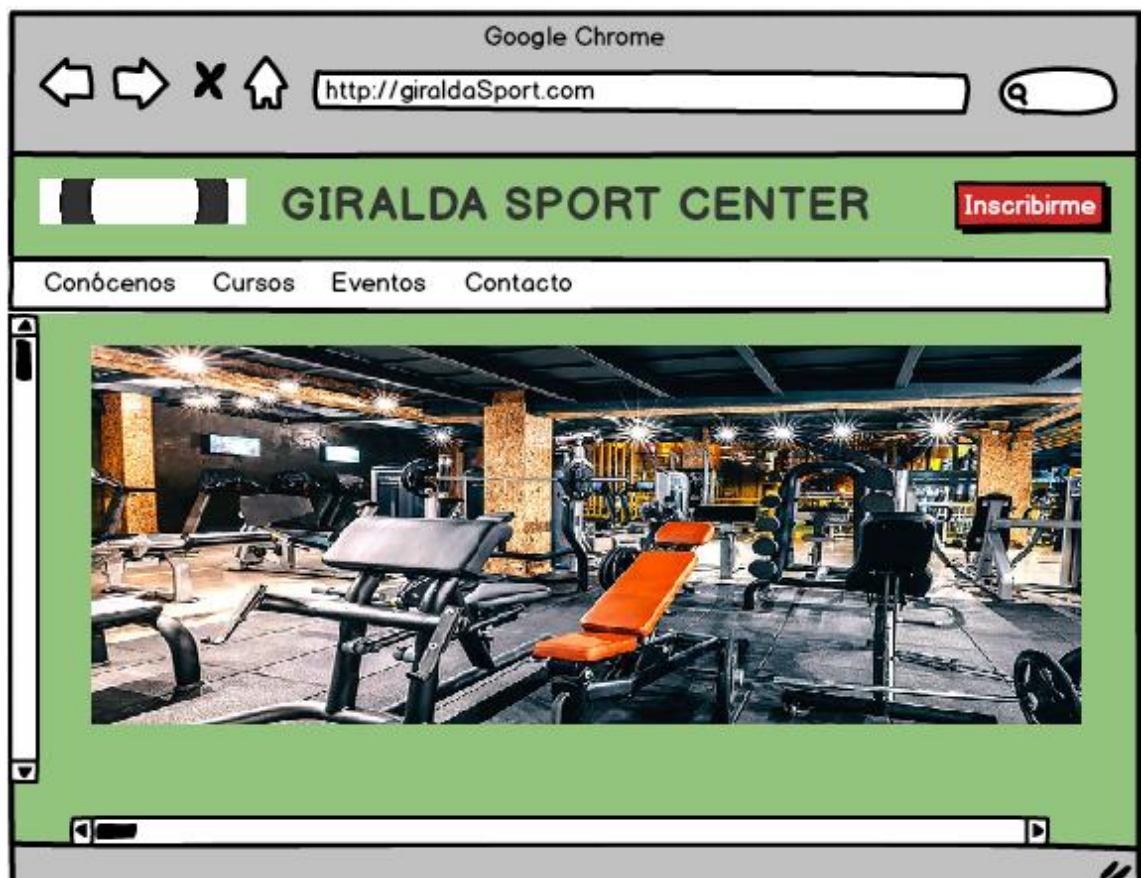 Google Chrome
http://giraldaSport.com
GIRALDA SPORT CENTER
Inscribirme
Conócenos Cursos Eventos Contacto